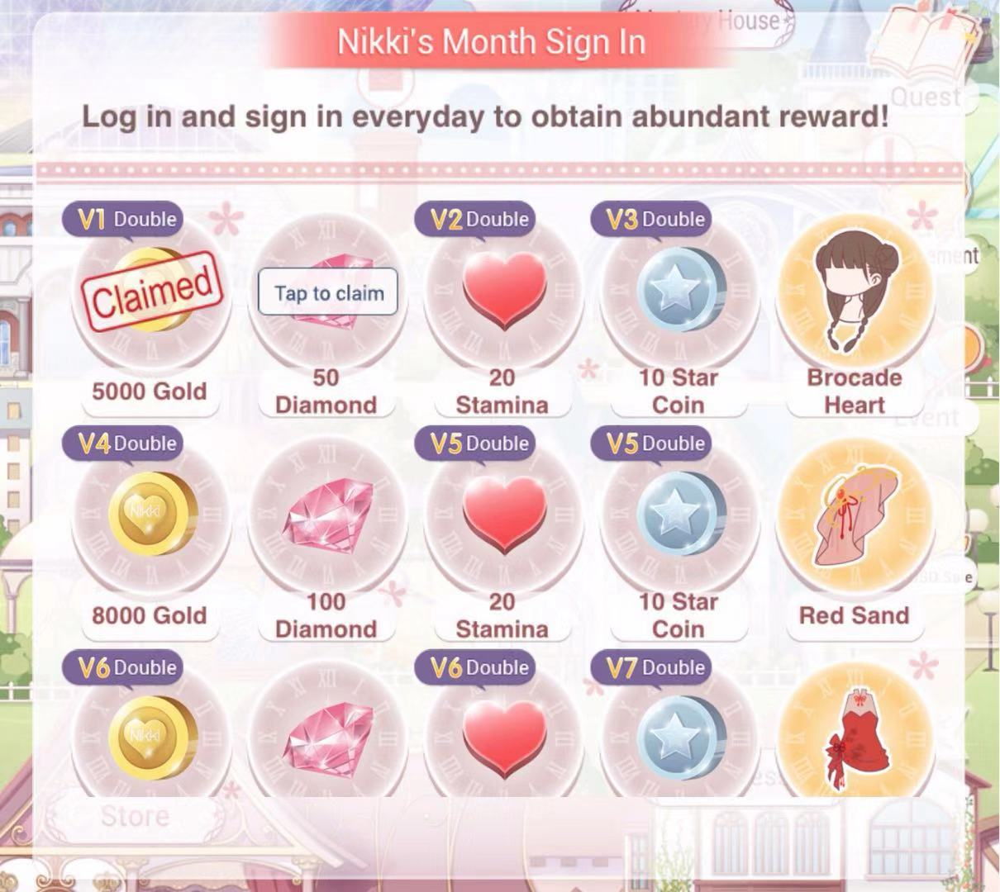 Mystery House
Nikki's Month Sign In
Quest
Log in and sign in everyday to obtain abundant reward!
V1 Double
V2 Double
V3 Double
Claimed
Tap to claim
5000 Gold
50
Diamond
20
Stamina
10 Star
Coin
Brocade
Heart
Event
V4 Double
V5 Double
V5 Double
Nikki
8000 Gold
100
Diamond
20
Stamina
10 Star
Coin
Red Sand
V6 Double
V6 Double
V7 Double
Nikki
Store